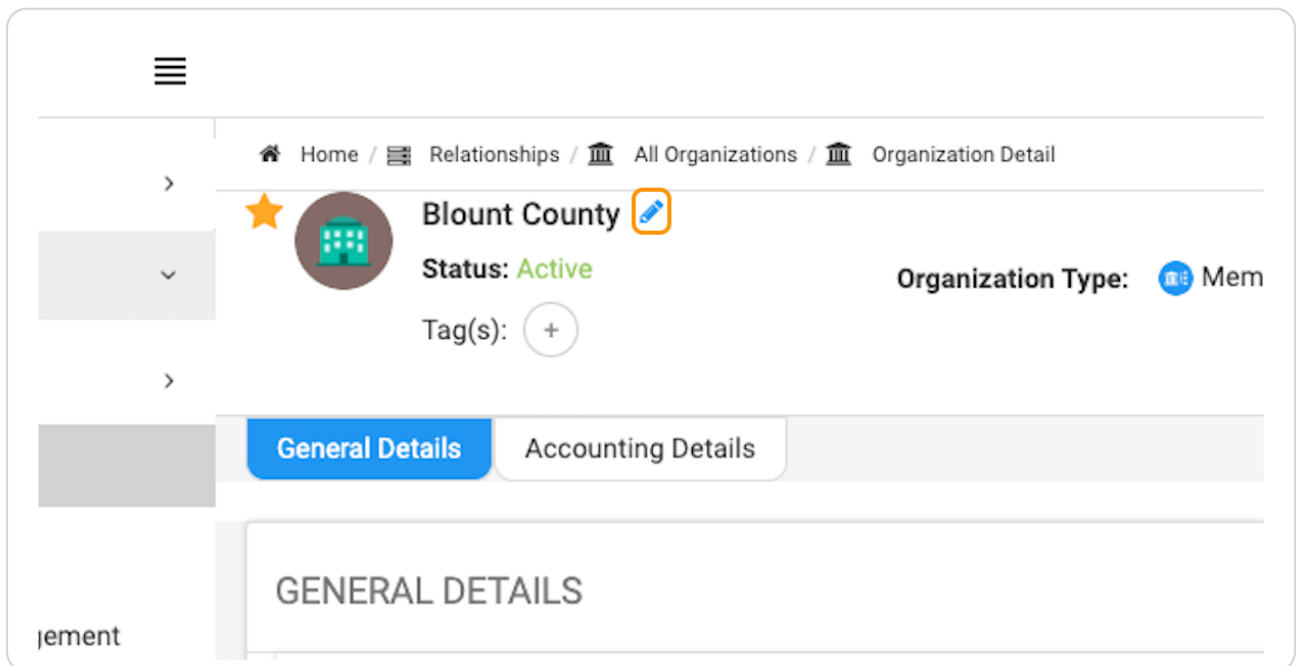 Home / Relationships / All Organizations / Organization Detail
Blount County
Status: Active
Organization Type: Mem
Tag(s): +
General Details
Accounting Details
GENERAL DETAILS
gement